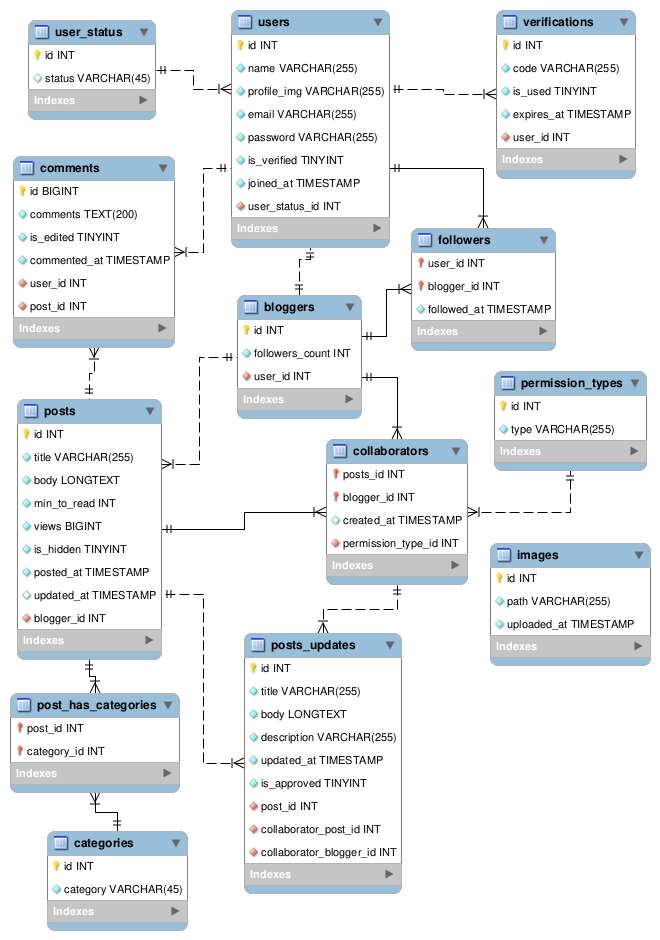 user_status
id INT
status VARCHAR(45)
Indexes
users
id INT
name VARCHAR(255)
profile_img VARCHAR(255)
email VARCHAR(255)
password VARCHAR(255)
is_verified TINYINT
joined_at TIMESTAMP
user_status_id INT
Indexes
verifications
id INT
code VARCHAR(255)
is_used TINYINT
expires_at TIMESTAMP
user_id INT
Indexes
comments
id BIGINT
comments TEXT(200)
is_edited TINYINT
commented_at TIMESTAMP
user_id INT
post_id INT
Indexes
followers
user_id INT
blogger_id INT
followed_at TIMESTAMP
Indexes
bloggers
id INT
followers_count INT
user_id INT
Indexes
permission_types
id INT
type VARCHAR(255)
Indexes
posts
id INT
title VARCHAR(255)
body LONGTEXT
min_to_read INT
views BIGINT
is_hidden TINYINT
posted_at TIMESTAMP
updated_at TIMESTAMP
blogger_id INT
Indexes
collaborators
posts_id INT
blogger_id INT
created_at TIMESTAMP
permission_type_id INT
Indexes
images
id INT
path VARCHAR(255)
uploaded_at TIMESTAMP
Indexes
posts_updates
id INT
title VARCHAR(255)
body LONGTEXT
description VARCHAR(255)
updated_at TIMESTAMP
is_approved TINYINT
post_id INT
collaborator_post_id INT
collaborator_blogger_id INT
Indexes
post_has_categories
post_id INT
category_id INT
Indexes
categories
id INT
category VARCHAR(45)
Indexes